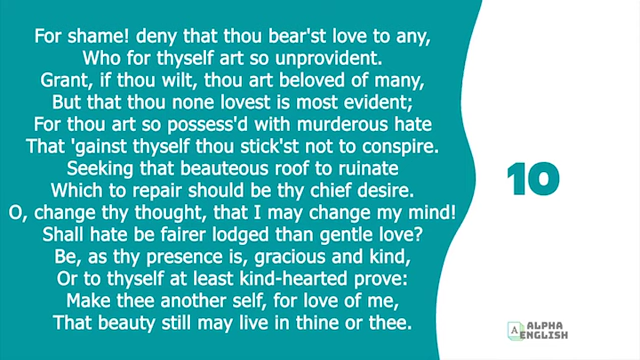 For shame! deny that thou bear'st love to any,
Who for thyself art so unprovident.
Grant, if thou wilt, thou art beloved of many,
But that thou none lovest is most evident;
For thou art so possess'd with murderous hate
That 'gainst thyself thou stick'st not to conspire.
Seeking that beauteous roof to ruinate
Which to repair should be thy chief desire.
O, change thy thought, that I may change my mind!
Shall hate be fairer lodged than gentle love?
Be, as thy presence is, gracious and kind,
Or to thyself at least kind-hearted prove:
Make thee another self, for love of me,
That beauty still may live in thine or thee.
10
A
ALPHA
ENGLISH